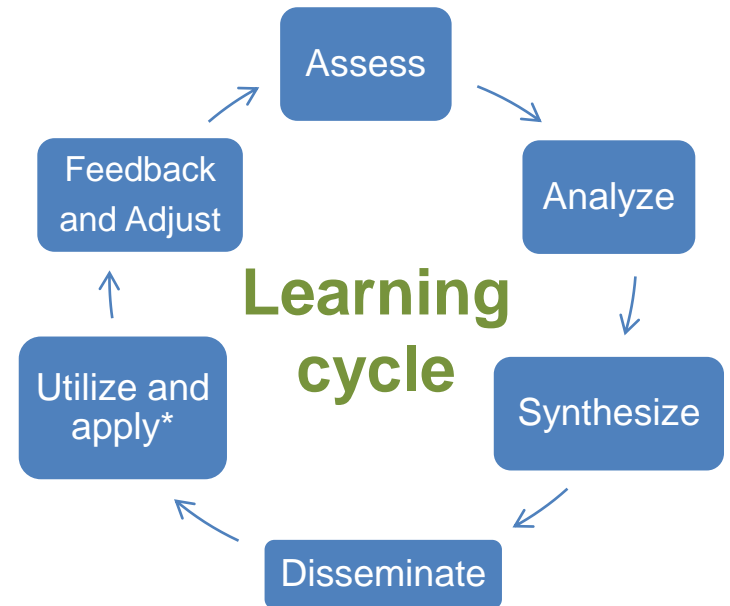 Assess
Analyze
Synthesize
Disseminate
Utilize and
apply*
Feedback
and Adjust
Learning
cycle